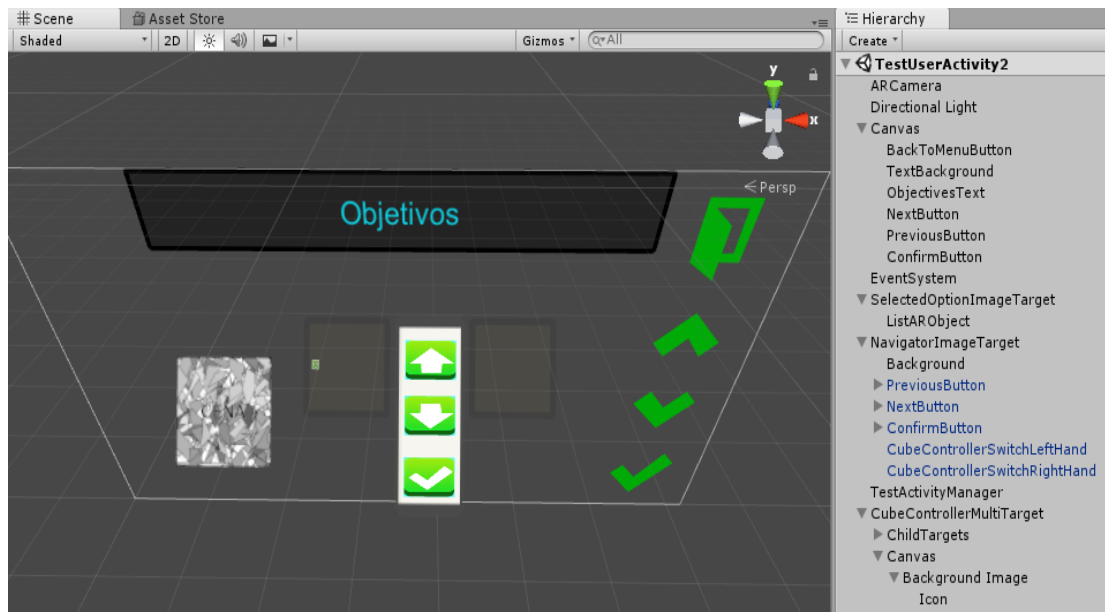 Scene
Asset Store
Shaded
2D
Gizmos
All
y
x
Persp
Objetivos
CENA
Hierarchy
Create
TestUserActivity2
ARCamera
Directional Light
Canvas
BackToMenuButton
TextBackground
ObjectivesText
NextButton
PreviousButton
ConfirmButton
EventSystem
SelectedOptionImageTarget
ListARObject
NavigatorImageTarget
Background
PreviousButton
NextButton
ConfirmButton
CubeControllerSwitchLeftHand
CubeControllerSwitchRightHand
TestActivityManager
CubeControllerMultiTarget
ChildTargets
Canvas
Background Image
Icon